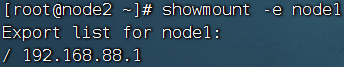 [root@node2 ~]# showmount -e node1
Export list for node1:
/ 192.168.88.1